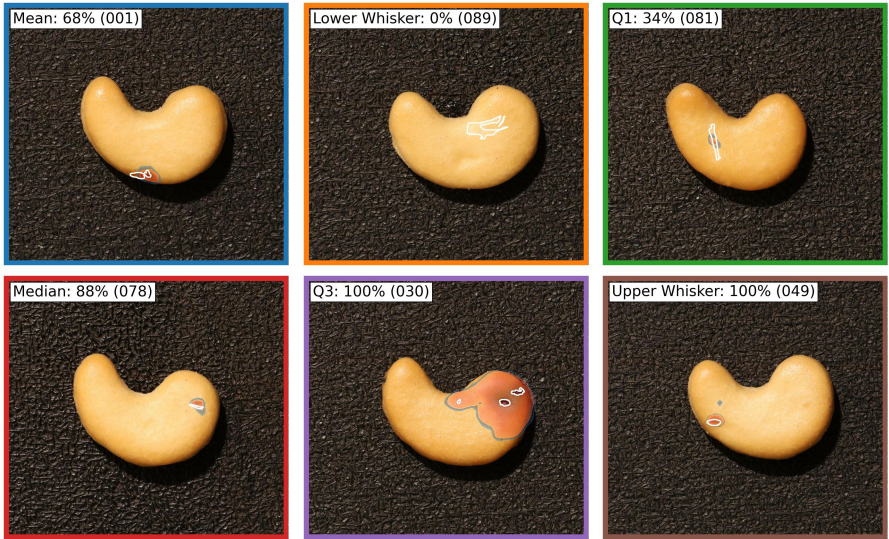 Mean: 68% (001)
Lower Whisker: 0% (089)
Q1: 34% (081)
Median: 88% (078)
Q3: 100% (030)
Upper Whisker: 100% (049)